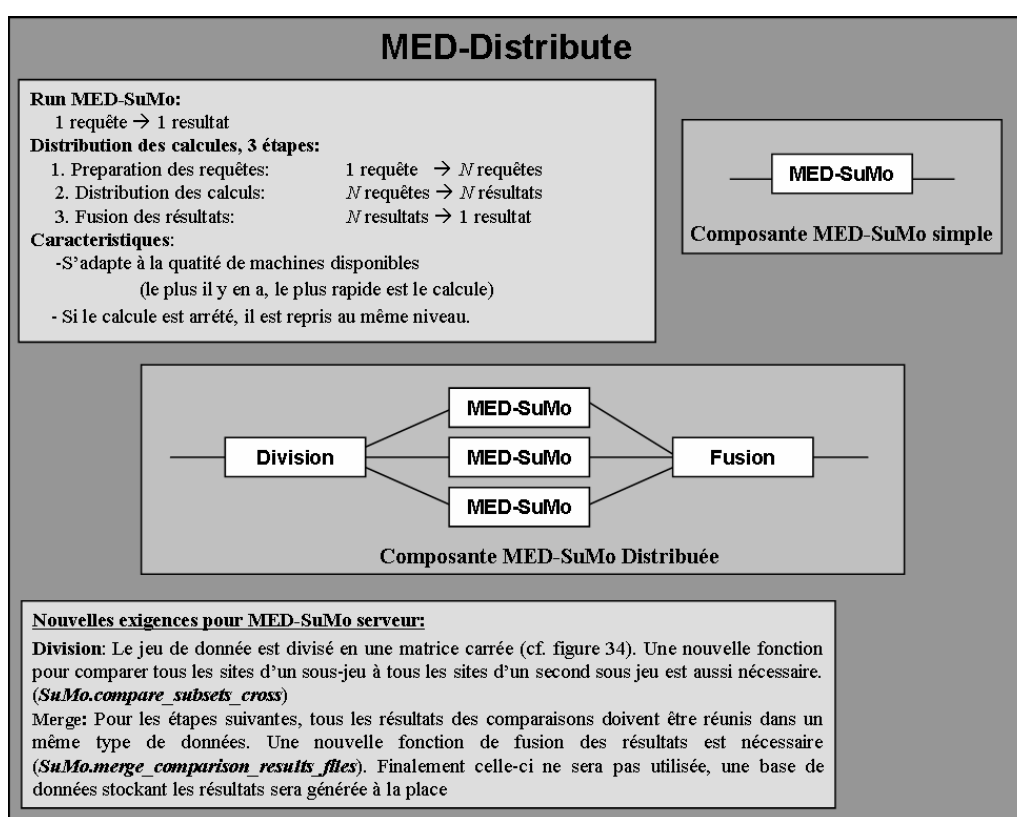 MED-Distribute
Run MED-SuMo:
1 requête → 1 resultat
Distribution des calcules, 3 étapes:
1. Preparation des requêtes: 1 requête → N requêtes
2. Distribution des calculs: N requêtes → N résultats
3. Fusion des résultats: N resultats → 1 resultat
Caracteristiques:
-S'adapte à la quatité de machines disponibles
(le plus il y en a, le plus rapide est le calcule)
- Si le calcule est arrété, il est repris au même niveau.
MED-SuMo
Composante MED-SuMo simple
MED-SuMo
Division
MED-SuMo
Fusion
MED-SuMo
Composante MED-SuMo Distribuée
Nouvelles exigences pour MED-SuMo serveur:
Division: Le jeu de donnée est divisé en une matrice carrée (cf. figure 34). Une nouvelle fonction
pour comparer tous les sites d'un sous-jeu à tous les sites d'un second sous jeu est aussi nécessaire.
(SuMo.compare_subsets_cross)
Merge: Pour les étapes suivantes, tous les résultats des comparaisons doivent être réunis dans un
même type de données. Une nouvelle fonction de fusion des résultats est nécessaire
(SuMo.merge_comparison_results_files). Finalement celle-ci ne sera pas utilisée, une base de
données stockant les résultats sera générée à la place